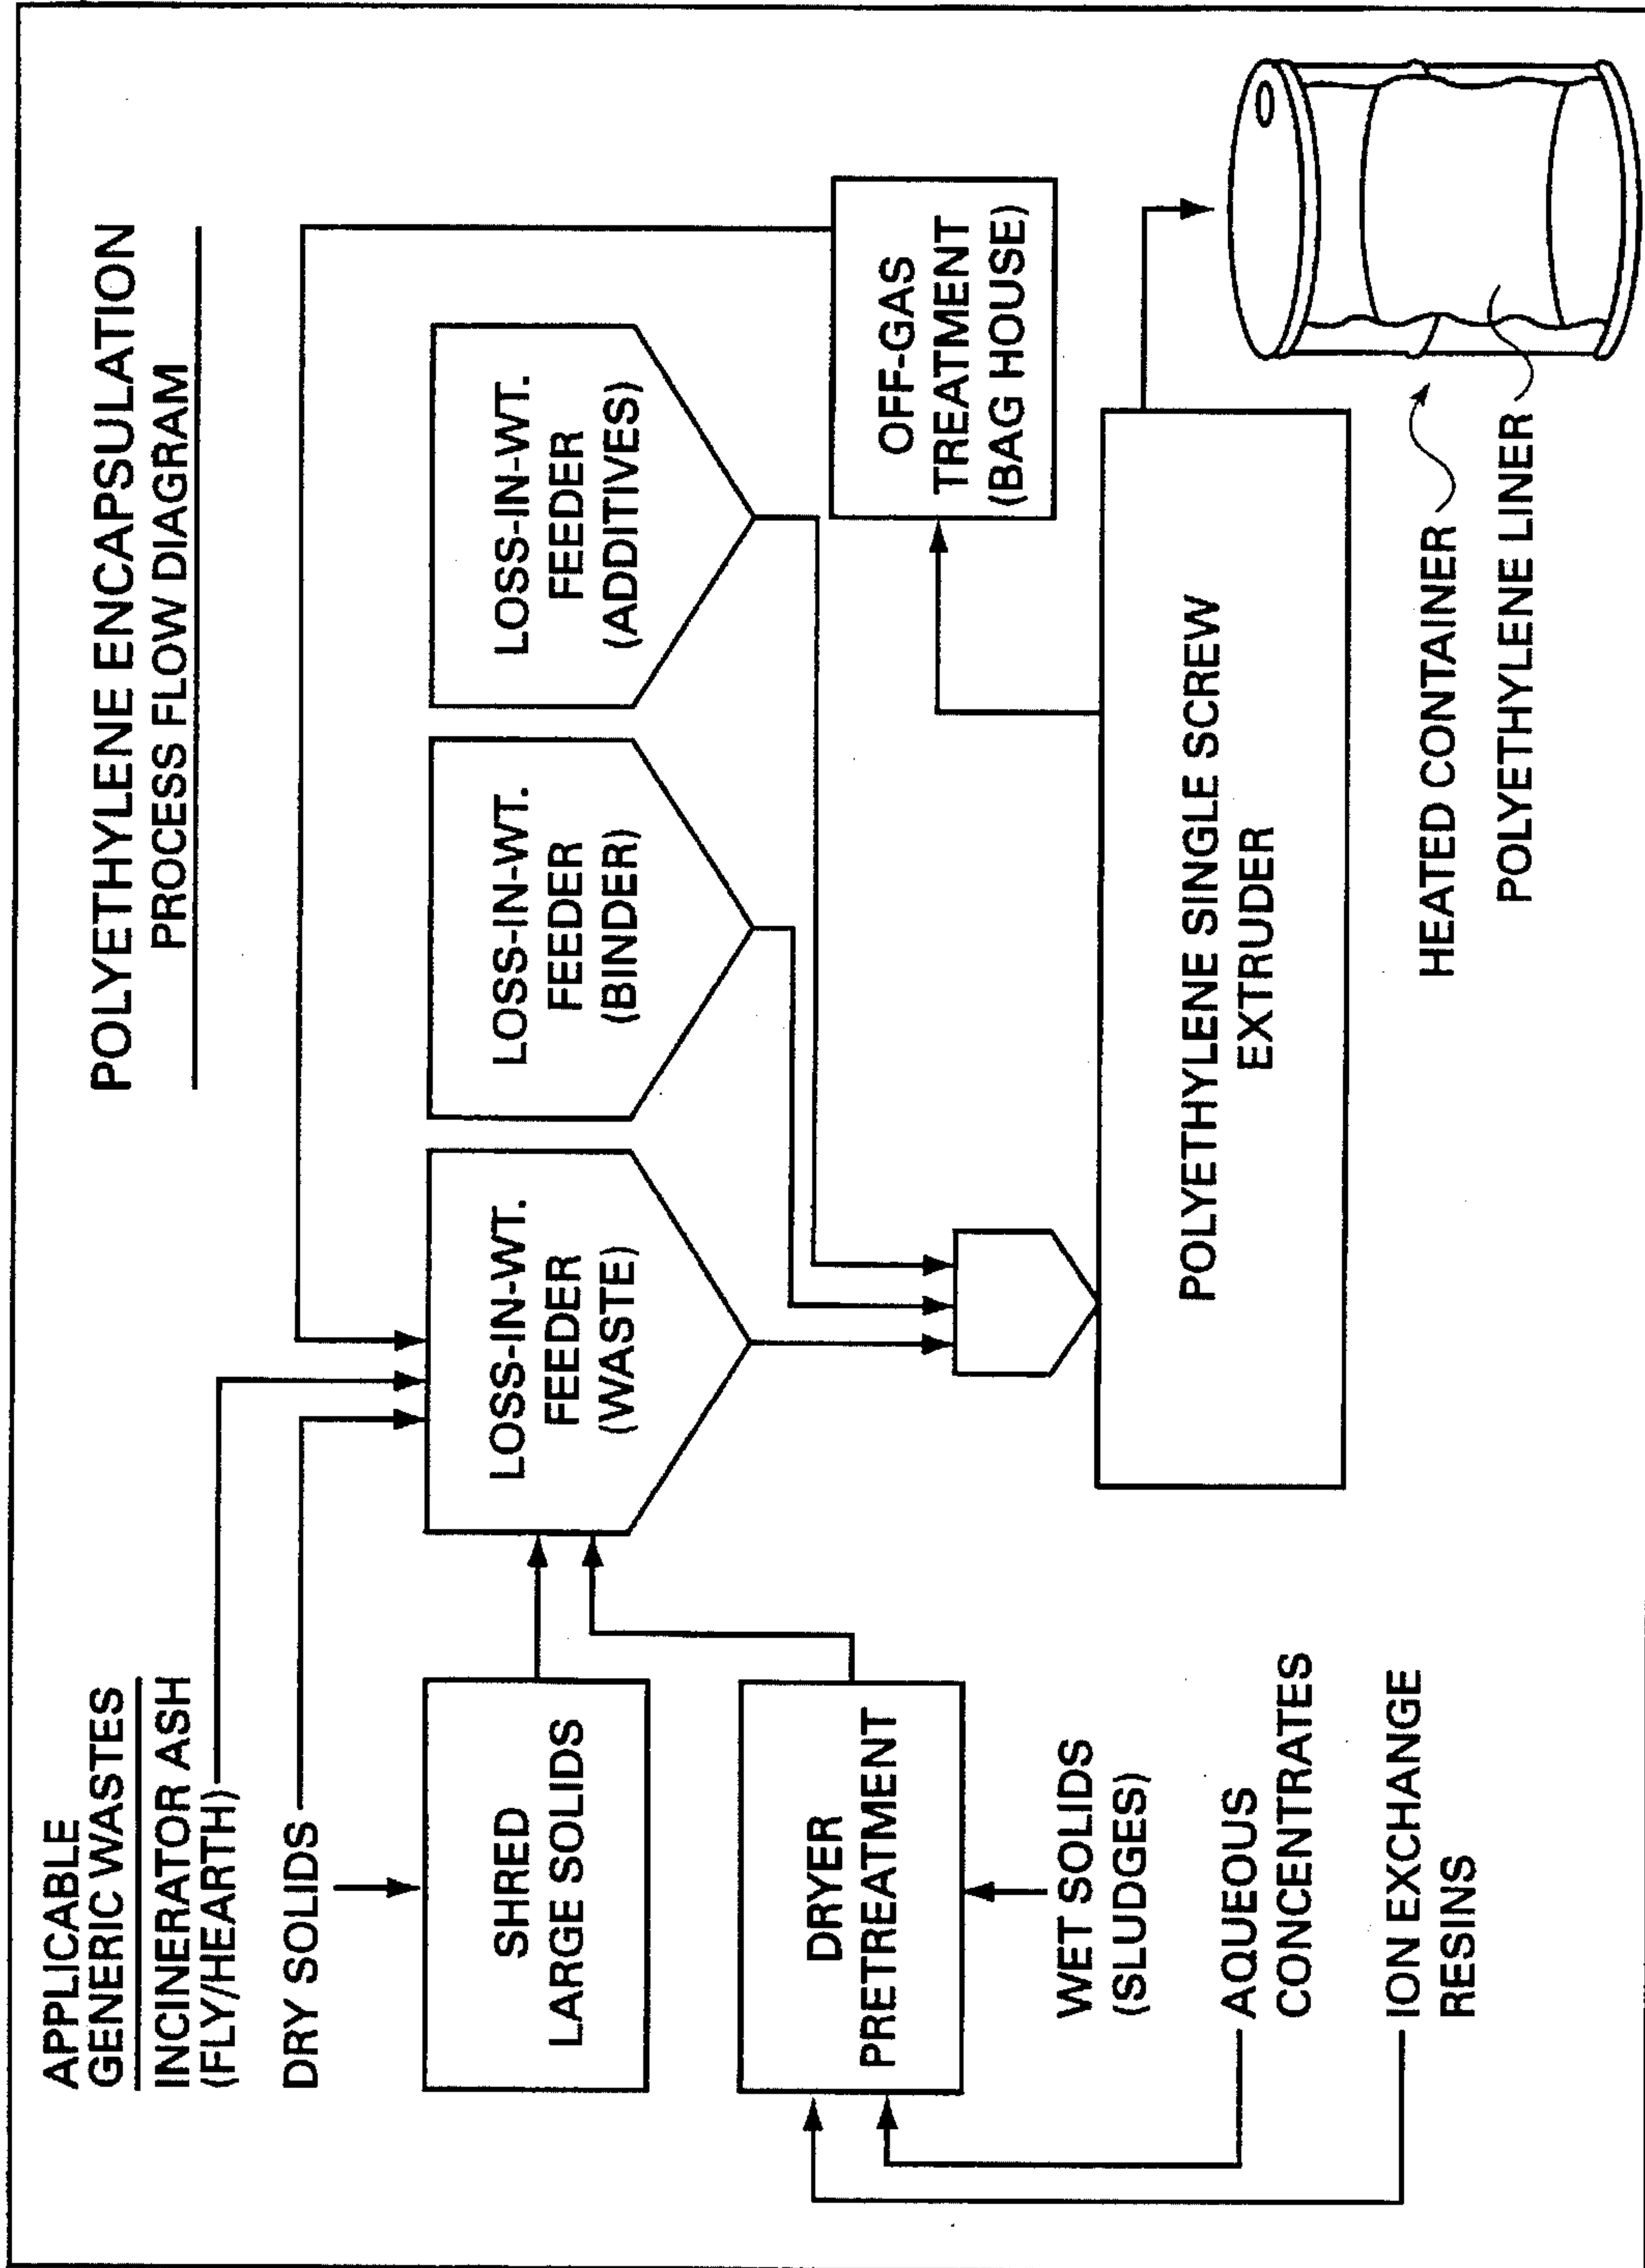 POLYETHYLENE ENCAPSULATION
PROCESS FLOW DIAGRAM
APPLICABLE
GENERIC WASTES
INCINERATOR ASH
(FLY/HEARTH)
DRY SOLIDS
SHRED
LARGE SOLIDS
DRYER
PRETREATMENT
WET SOLIDS
(SLUDGES)
AQUEOUS
CONCENTRATES
ION EXCHANGE
RESINS
LOSS-IN-WT.
FEEDER
(WASTE)
LOSS-IN-WT.
FEEDER
(BINDER)
LOSS-IN-WT.
FEEDER
(ADDITIVES)
OFF-GAS
TREATMENT
(BAG HOUSE)
POLYETHYLENE SINGLE SCREW
EXTRUDER
HEATED CONTAINER
POLYETHYLENE LINER